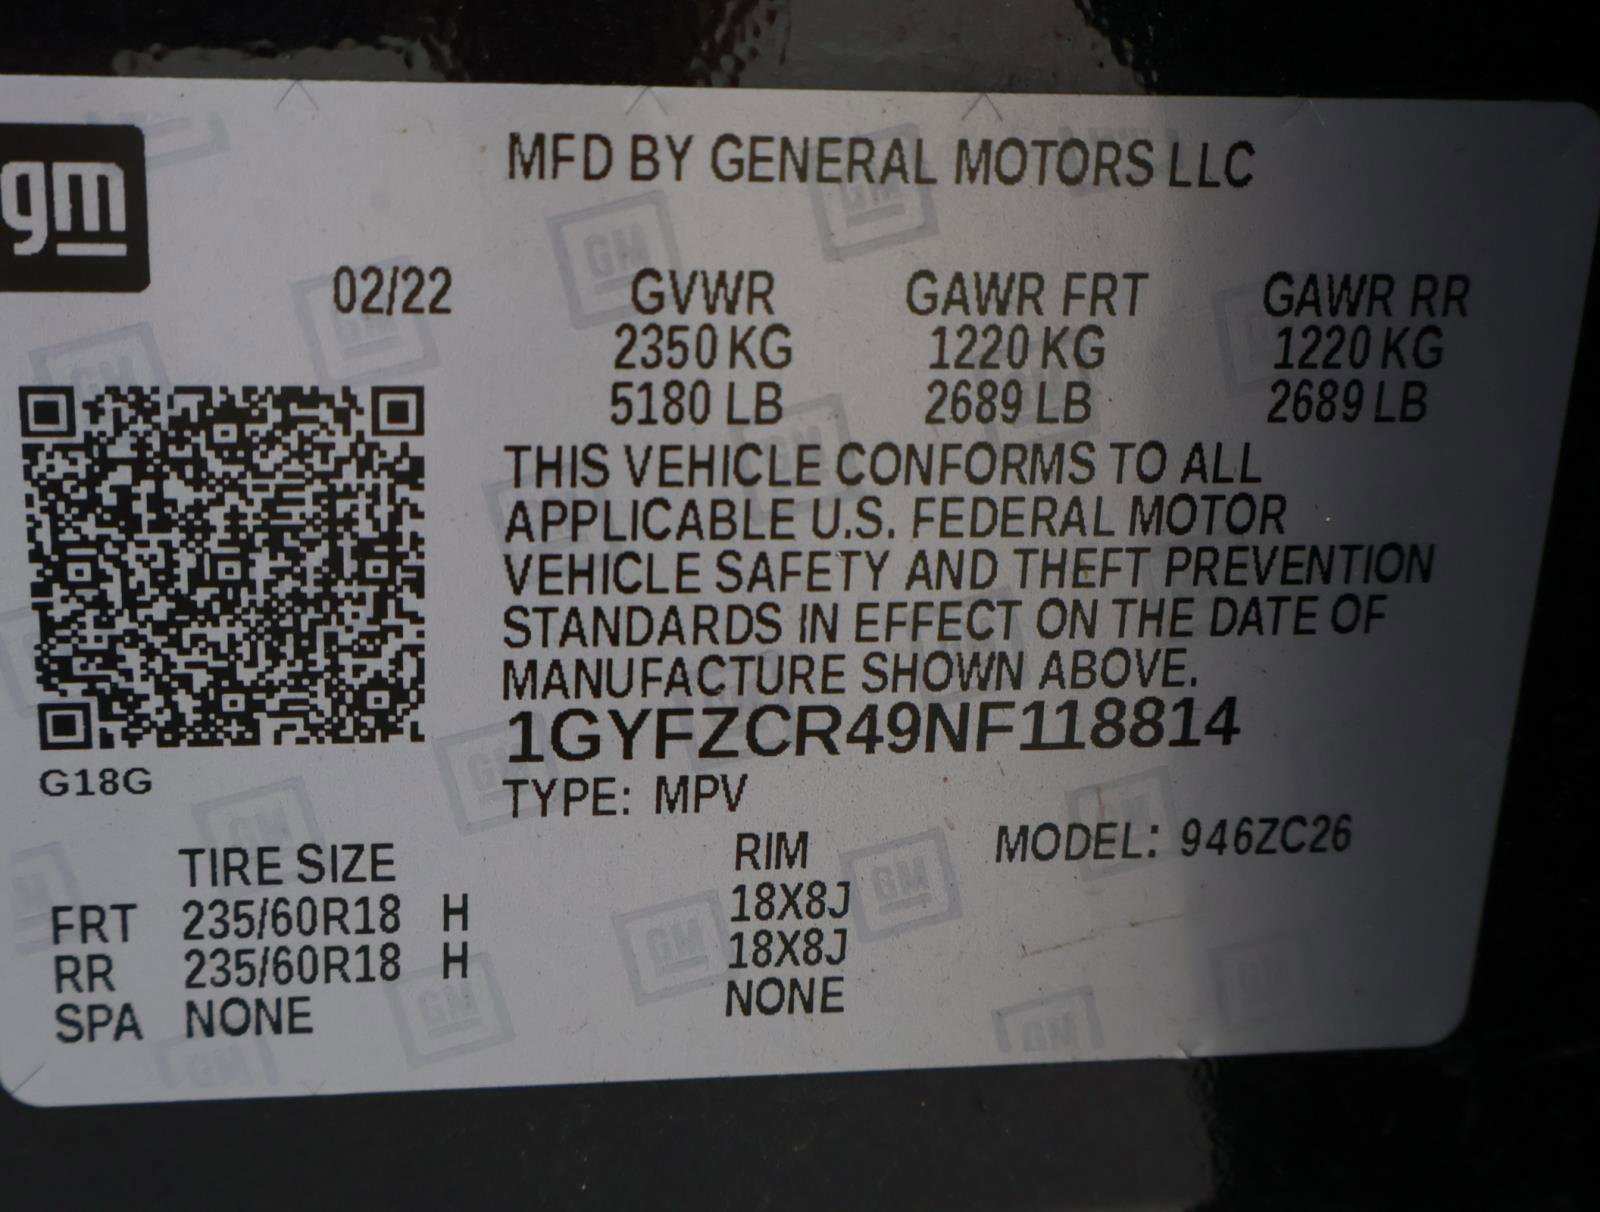 gm
MFD BY GENERAL MOTORS LLC
02/22 GVWR GAWR FRT GAWR RR
2350 KG 1220 KG 1220 KG
5180 LB 2689 LB 2689 LB
THIS VEHICLE CONFORMS TO ALL
APPLICABLE U.S. FEDERAL MOTOR
VEHICLE SAFETY AND THEFT PREVENTION
STANDARDS IN EFFECT ON THE DATE OF
MANUFACTURE SHOWN ABOVE.
1GYFZCR49NF118814
G18G
TYPE: MPV
MODEL: 946ZC26
TIRE SIZE RIM
FRT 235/60R18 H 18X8J
RR 235/60R18 H 18X8J
SPA NONE NONE